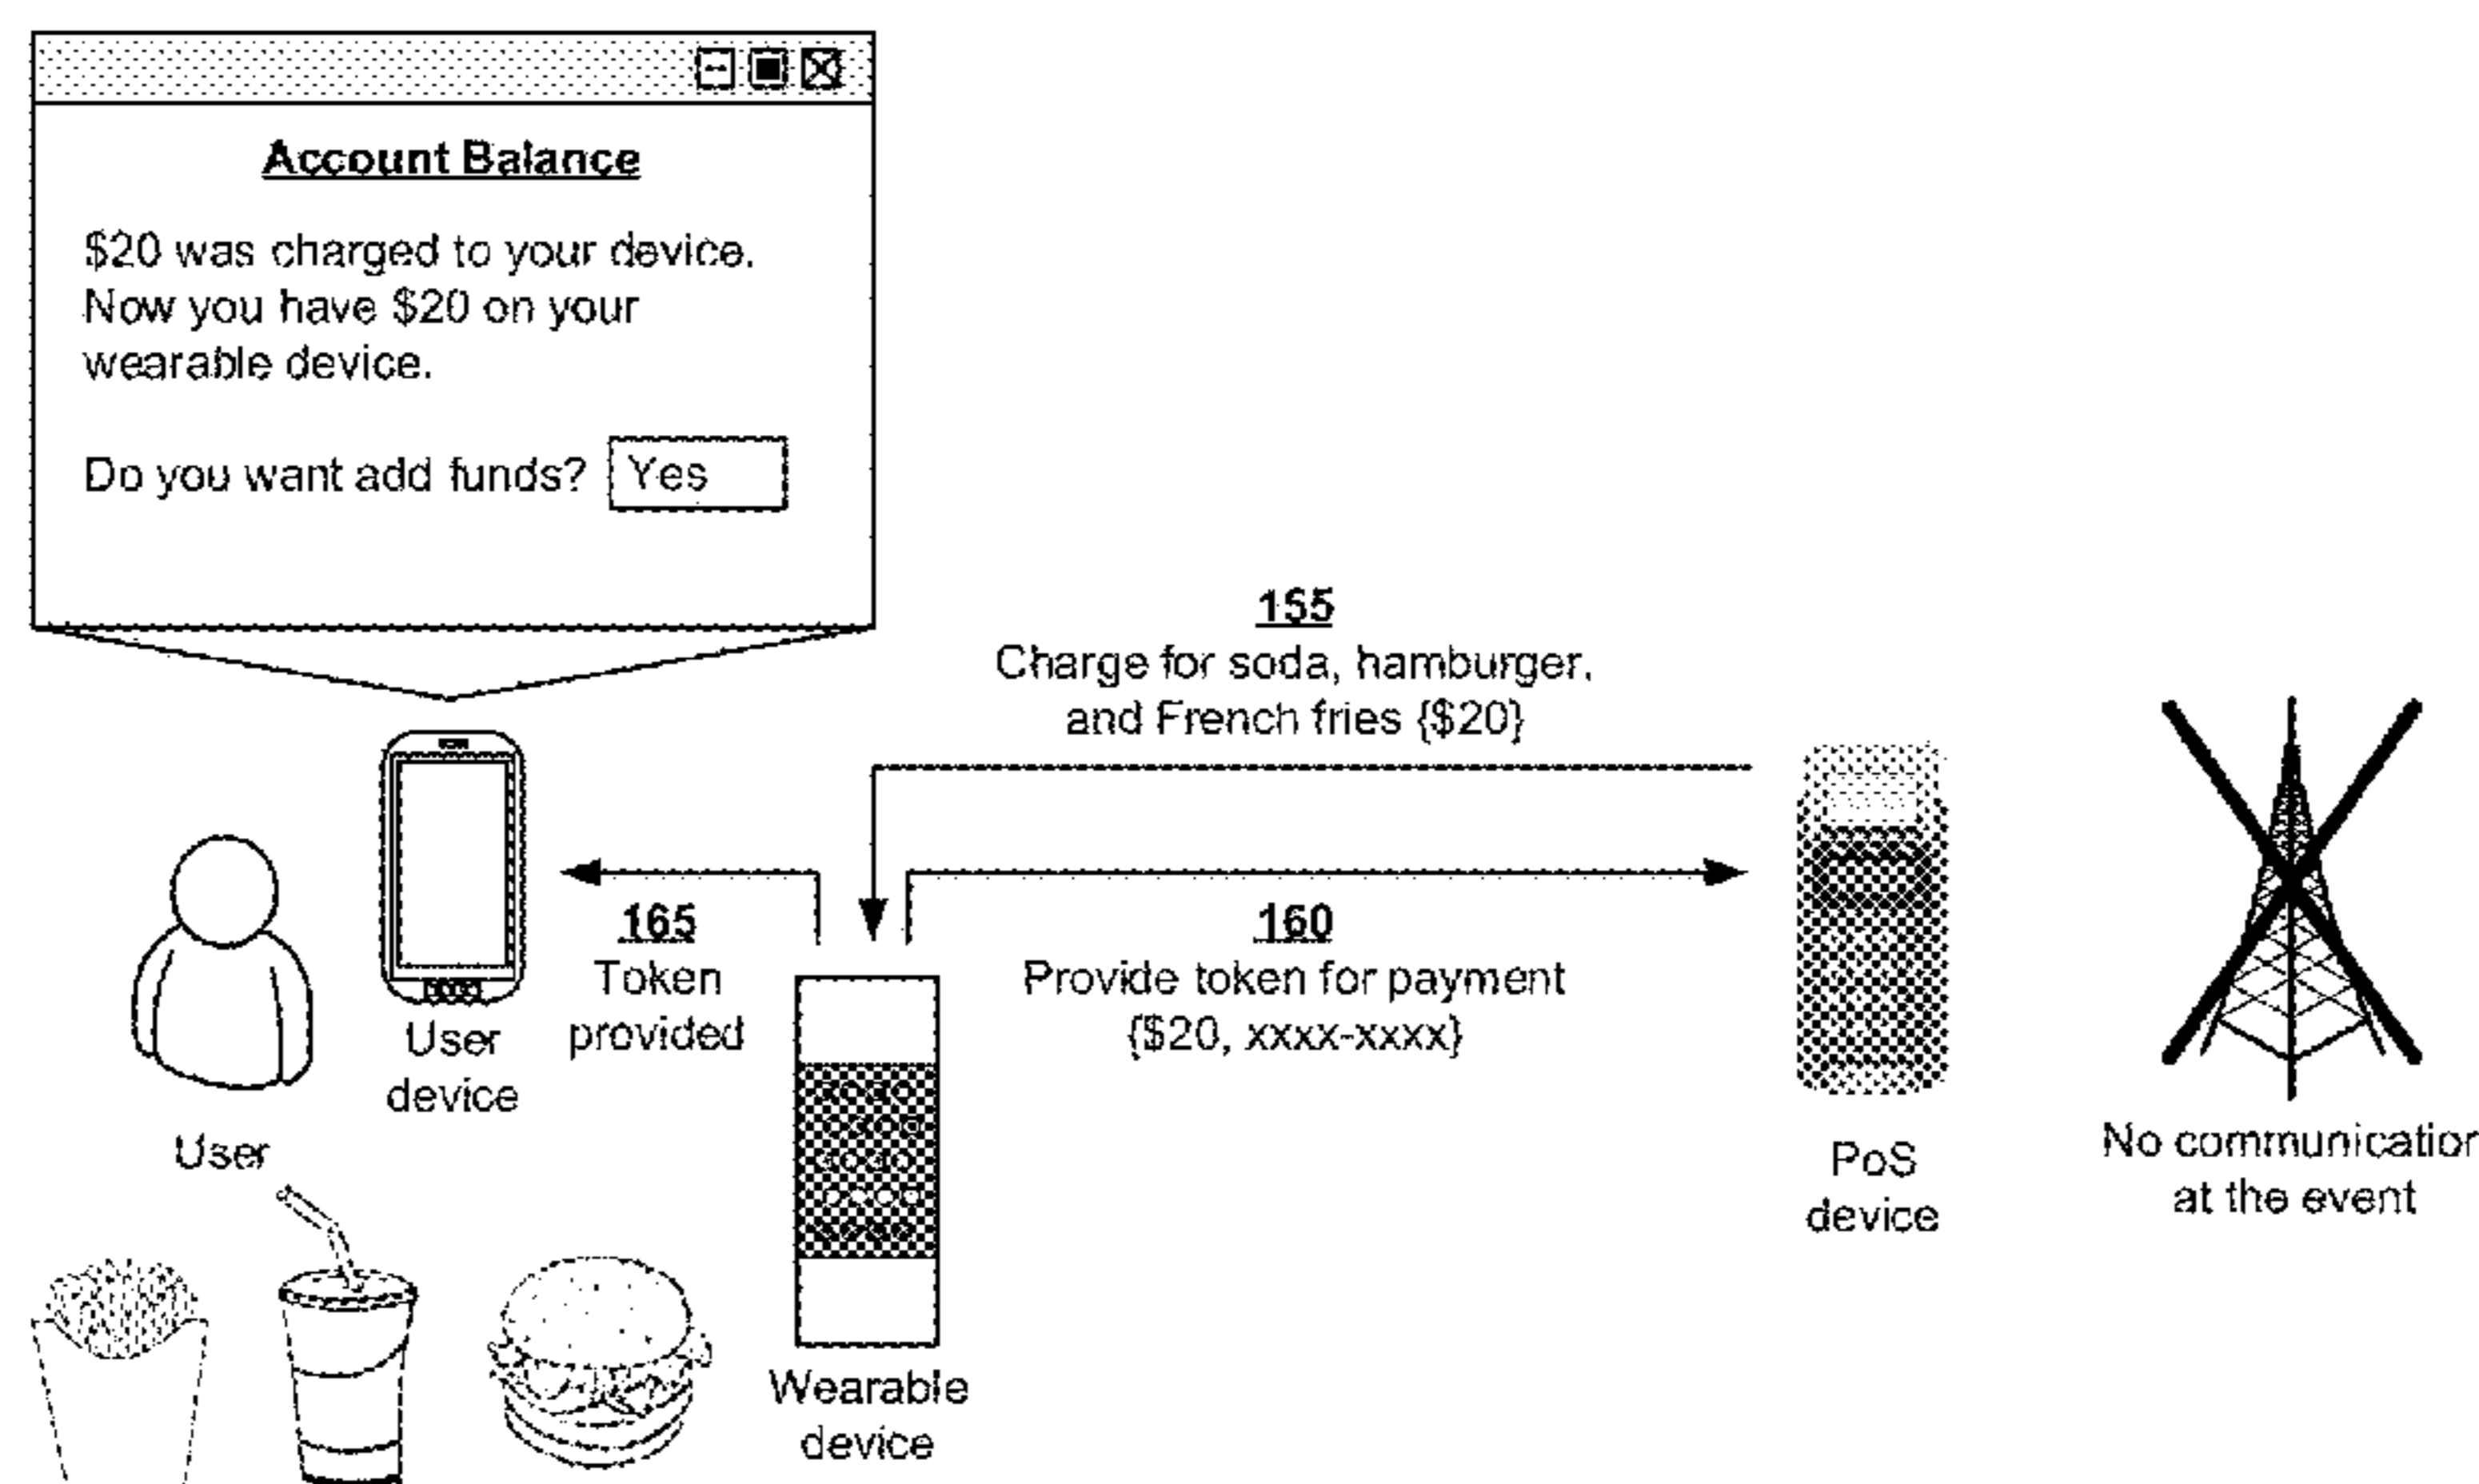 Account Balance
$20 was charged to your device.
Now you have $20 on your
wearable device.
Do you want add funds? Yes
155
Charge for soda, hamburger,
and French fries {$20}
165
Token
provided
160
Provide token for payment
{$20, xxxx-xxxx}
User
device
User
Wearable
device
PoS
device
No communication
at the event